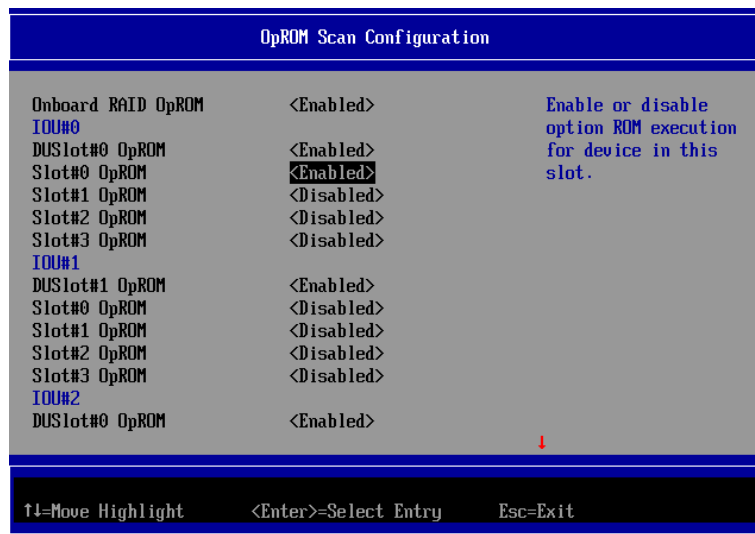 OpROM Scan Configuration
Onboard RAID OpROM <Enabled> Enable or disable
IOU#0 option ROM execution
DUSlot#0 OpROM <Enabled> for device in this
Slot#0 OpROM <Enabled> slot.
Slot#1 OpROM <Disabled>
Slot#2 OpROM <Disabled>
Slot#3 OpROM <Disabled>
IOU#1
DUSlot#1 OpROM <Enabled>
Slot#0 OpROM <Disabled>
Slot#1 OpROM <Disabled>
Slot#2 OpROM <Disabled>
Slot#3 OpROM <Disabled>
IOU#2
DUSlot#0 OpROM <Enabled>
↓
↑↓=Move Highlight <Enter>=Select Entry Esc=Exit